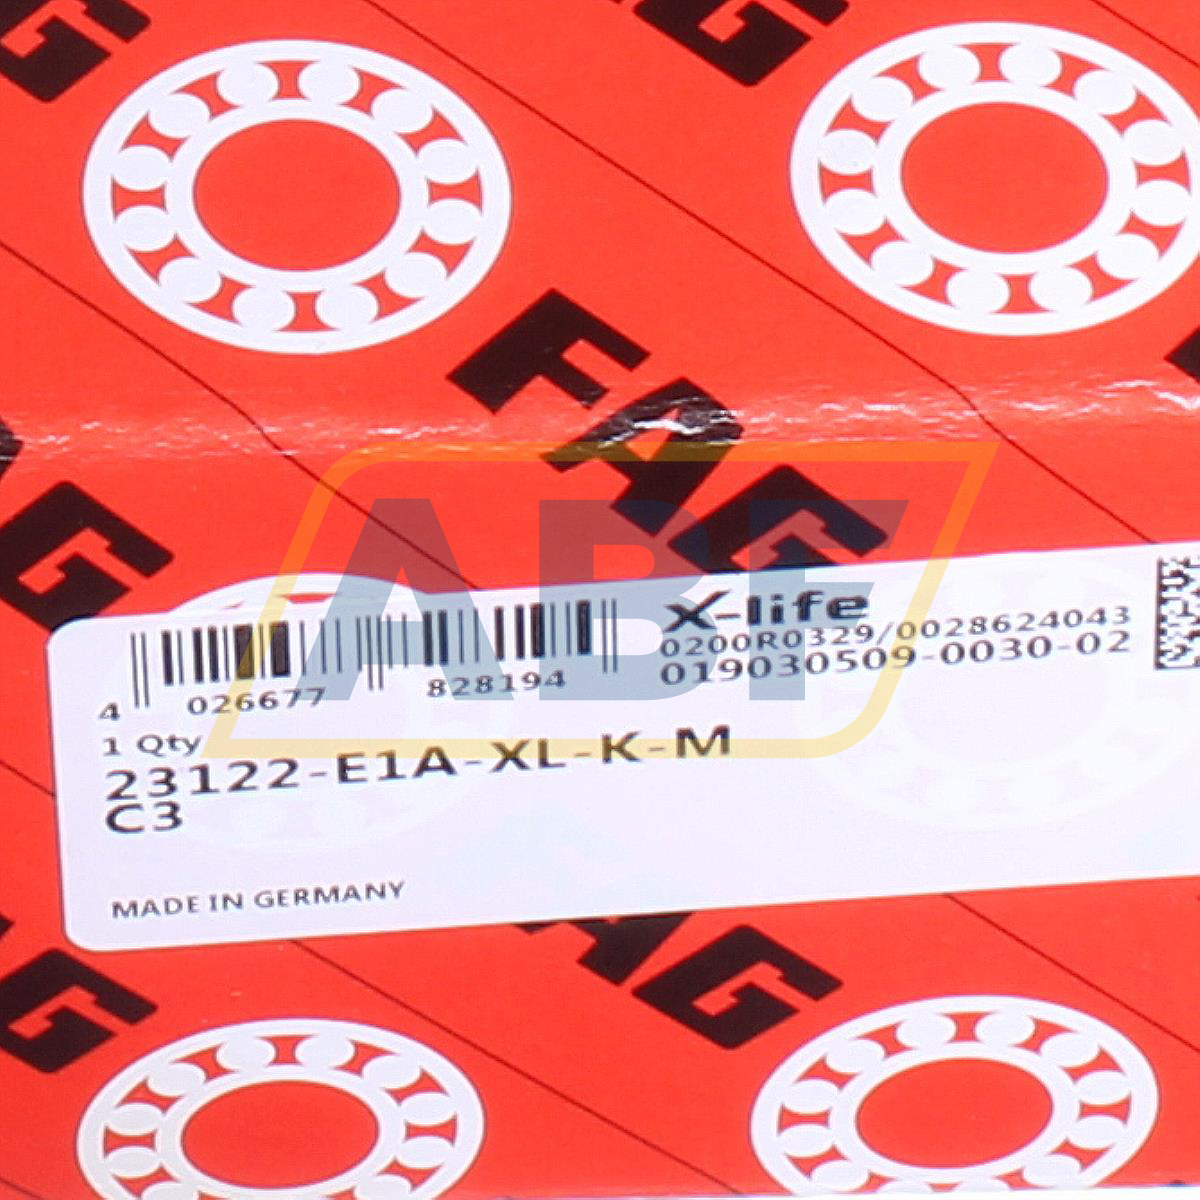 FAG
ABF
X-life
0200R0329/0028624043
019030509-0030-02
4 026677 828194
1 Qty
23122-E1A-XL-K-M
C3
MADE IN GERMANY
FAG